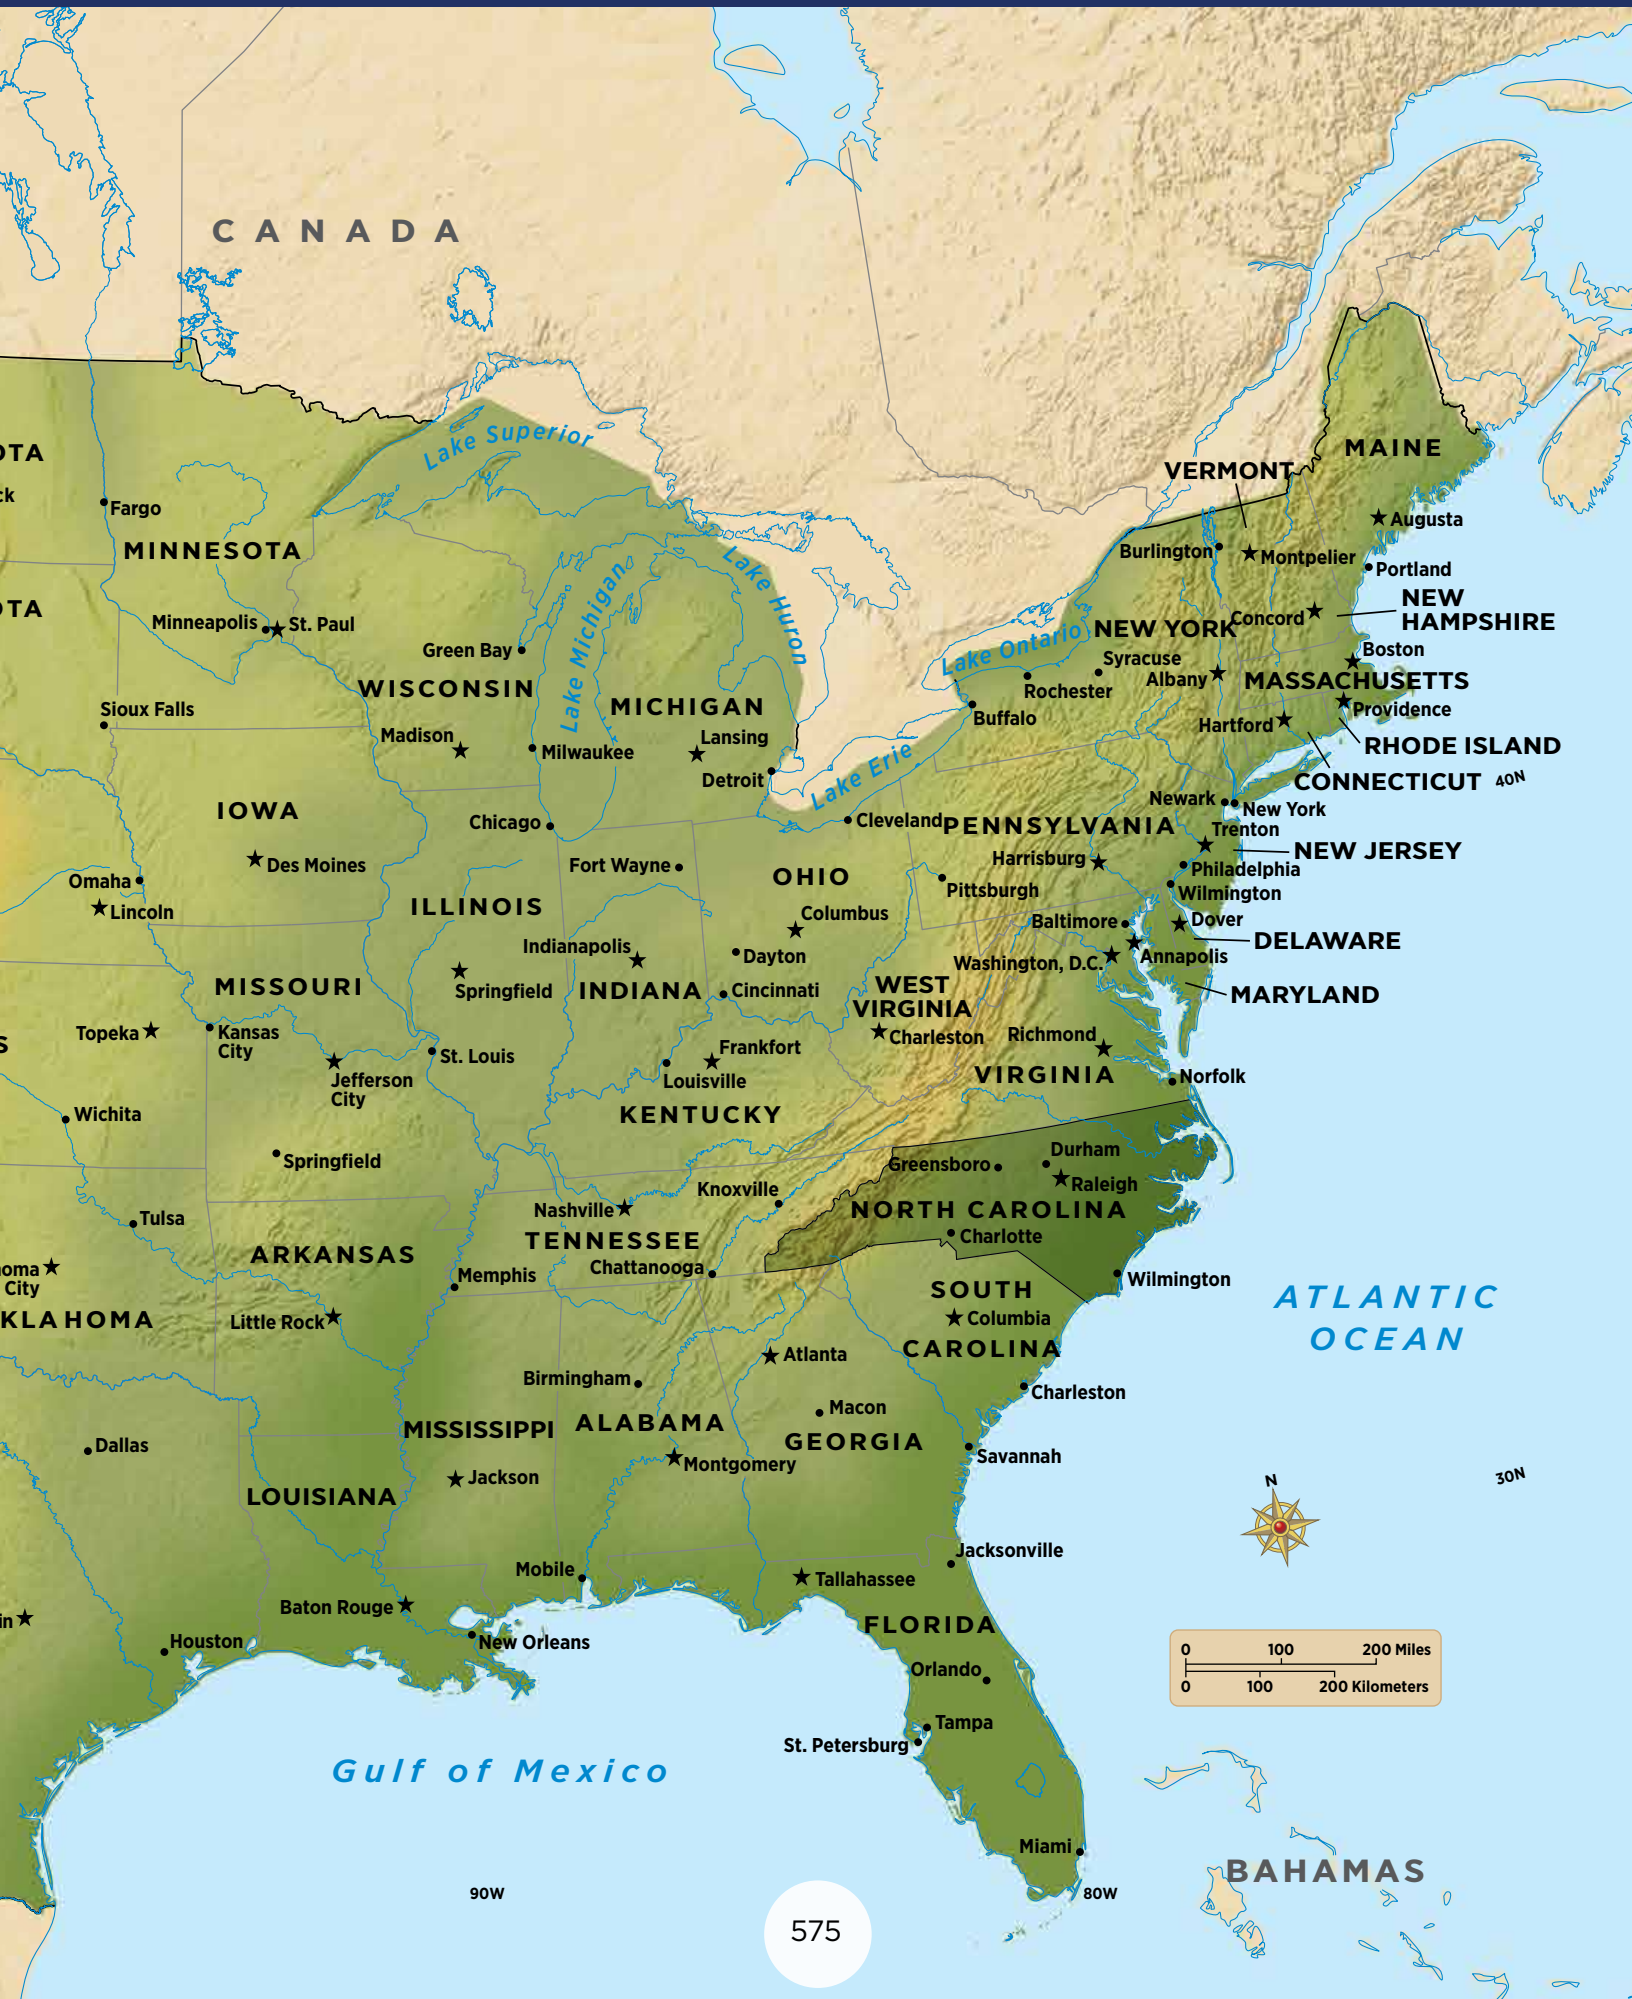 CANADA
OTA
ck
Fargo
MINNESOTA
OTA
Minneapolis
St. Paul
Sioux Falls
Lake Superior
Green Bay
WISCONSIN
Madison
Milwaukee
Lake Michigan
Lake Huron
MICHIGAN
Lansing
Detroit
Lake Erie
Lake Ontario
MAINE
VERMONT
Augusta
Burlington
Montpelier
Portland
NEW
HAMPSHIRE
Concord
NEW YORK
Boston
Syracuse
Albany
MASSACHUSETTS
Rochester
Buffalo
Hartford
Providence
RHODE ISLAND
CONNECTICUT
40N
Newark
New York
Trenton
NEW JERSEY
PENNSYLVANIA
Cleveland
Harrisburg
Philadelphia
Pittsburgh
Wilmington
Baltimore
Dover
DELAWARE
Annapolis
Washington, D.C.
MARYLAND
IOWA
Chicago
Des Moines
Fort Wayne
OHIO
Omaha
Lincoln
ILLINOIS
Columbus
Indianapolis
Dayton
MISSOURI
Springfield
INDIANA
Cincinnati
WEST
VIRGINIA
Charleston
Richmond
VIRGINIA
Norfolk
S
Topeka
Kansas
City
Jefferson
City
St. Louis
Frankfort
Louisville
KENTUCKY
Wichita
Springfield
Durham
Greensboro
Raleigh
Knoxville
NORTH CAROLINA
Charlotte
Nashville
TENNESSEE
Chattanooga
Tulsa
ARKANSAS
Memphis
oma
City
KLAHOMA
Little Rock
Wilmington
SOUTH
Columbia
CAROLINA
Charleston
ATLANTIC
OCEAN
Atlanta
Birmingham
Macon
MISSISSIPPI
ALABAMA
GEORGIA
Savannah
Dallas
Montgomery
Jackson
LOUISIANA
N
30N
Mobile
Jacksonville
Tallahassee
in
Baton Rouge
FLORIDA
Houston
New Orleans
Orlando
Tampa
St. Petersburg
0 100 200 Miles
0 100 200 Kilometers
Gulf of Mexico
Miami
BAHAMAS
90W
80W
575